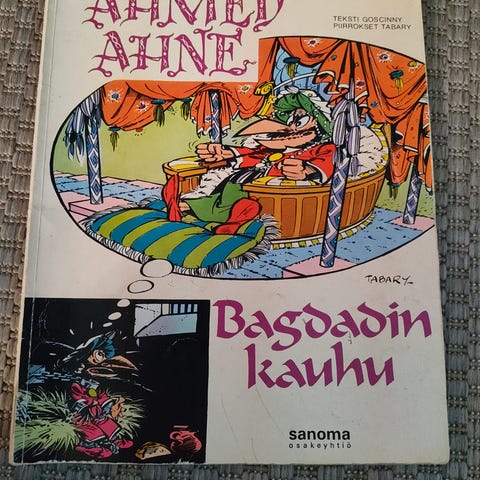 AHMED
AHNE
TEKSTI GOSCINNY
PIIRROKSET TABARY
TABARY
Bagdadin
kauhu
sanoma
osakeyhtiö